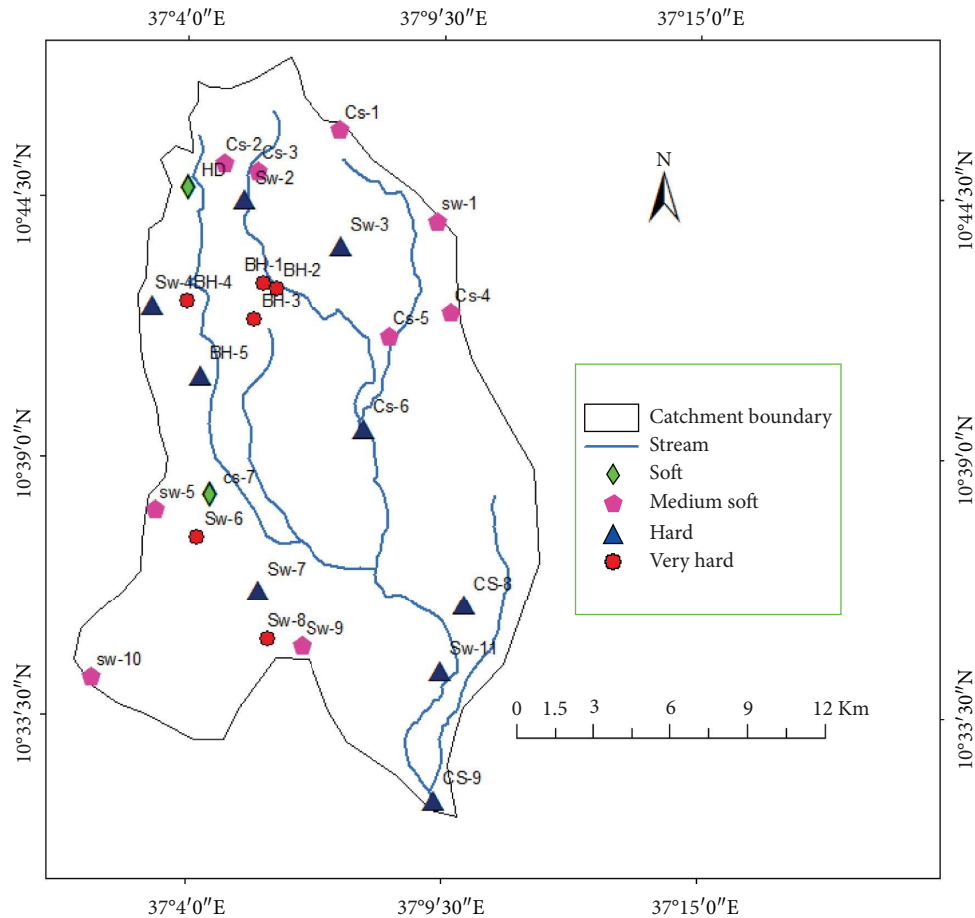 37°4′0″E 37°9′30″E 37°15′0″E
Cs-1
Cs-2
Cs-3
HD
Sw-2
10°44′30″N
10°44′30″N
N
sw-1
Sw-3
BH-1
BH-2
Sw-4
BH-4
BH-3
Cs-4
Cs-5
BH-5
Cs-6
Catchment boundary
Stream
Soft
Medium soft
Hard
Very hard
10°39′0″N
10°39′0″N
cs-7
sw-5
Sw-6
Sw-7
CS-8
Sw-8
Sw-9
Sw-11
sw-10
0 1.5 3 6 9 12 Km
10°33′30″N
10°33′30″N
CS-9
37°4′0″E 37°9′30″E 37°15′0″E